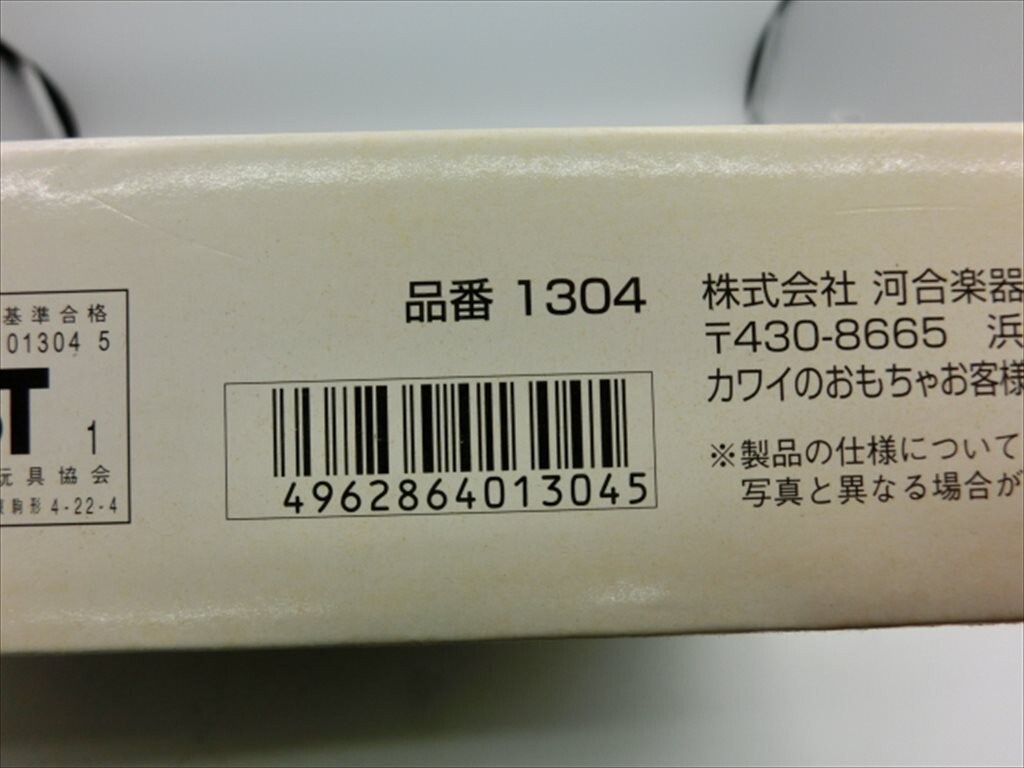 基準合格
01304 5
T
1
玩具協会
駒形 4-22-4
品番 1304
4962864013045
株式会社 河合楽器
〒430-8665 浜
カワイのおもちゃお客様
※製品の仕様について
写真と異なる場合が